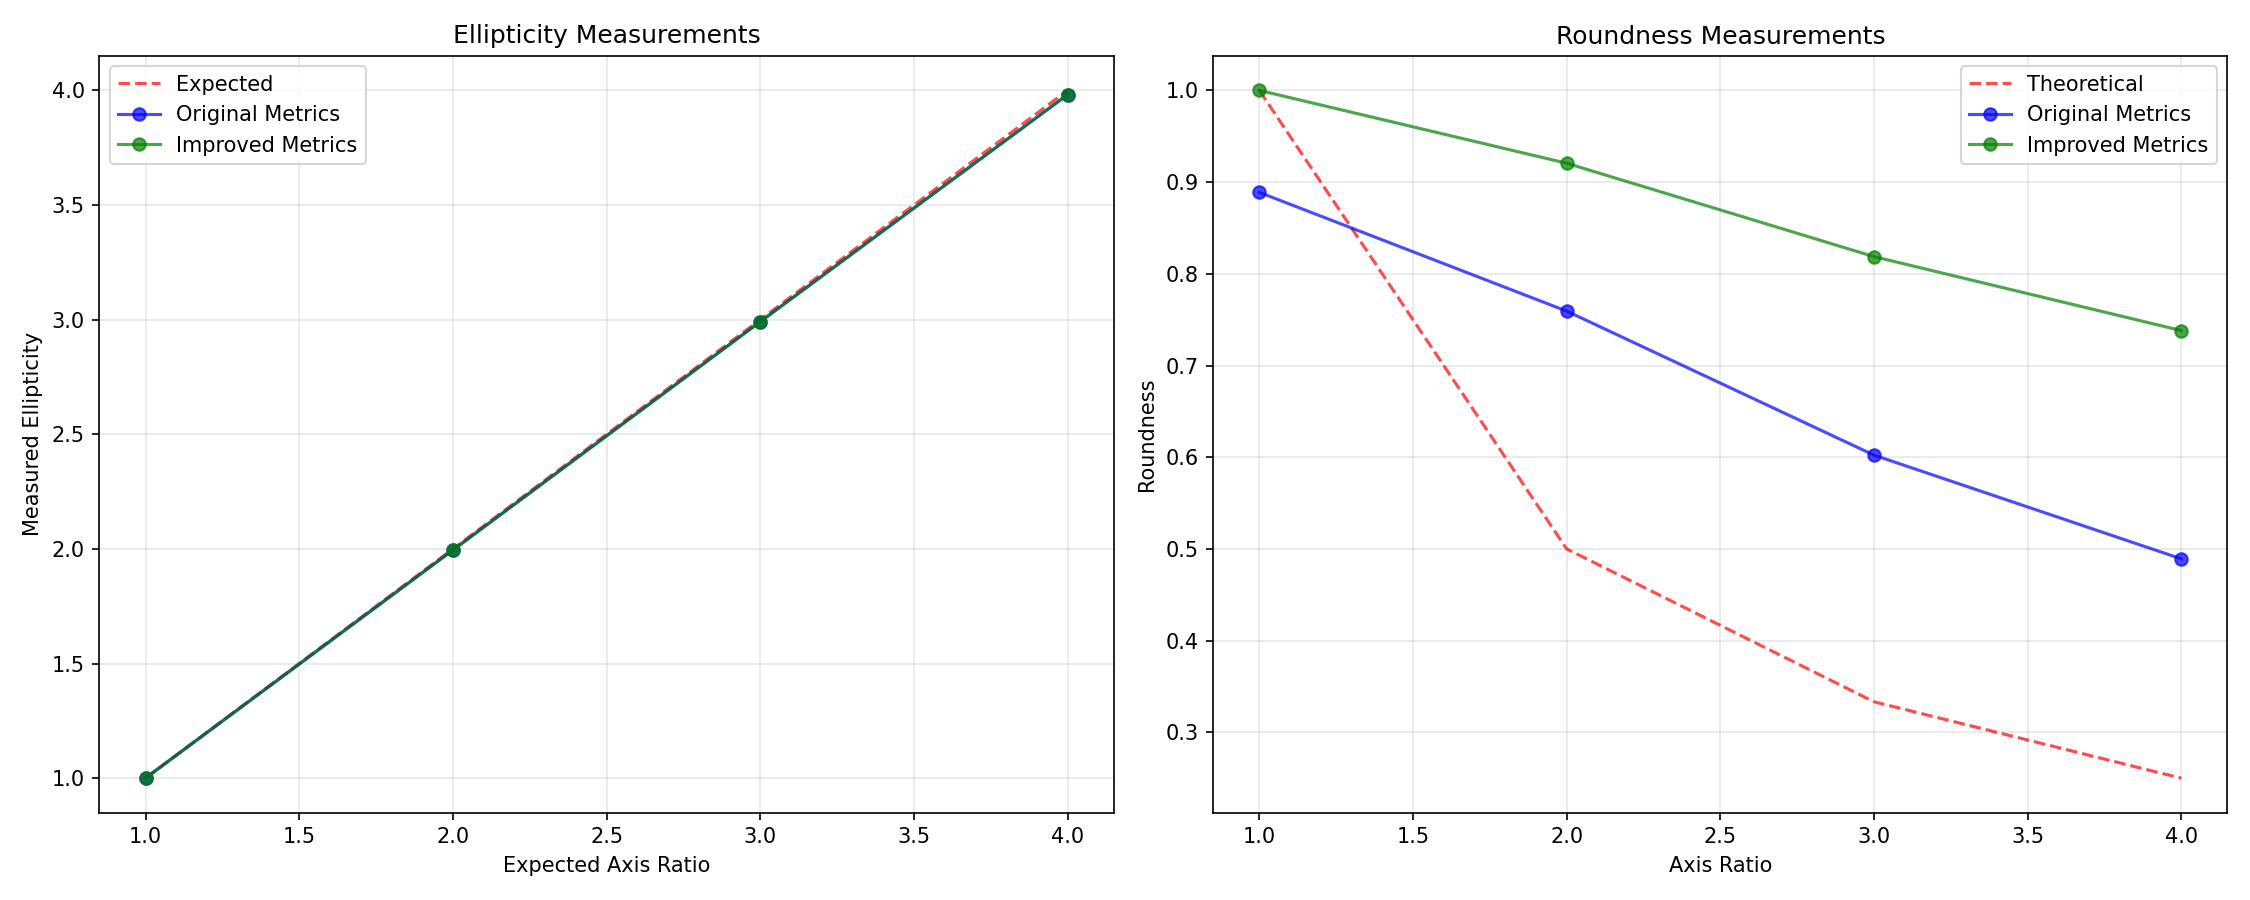 Ellipticity Measurements
Expected
Original Metrics
Improved Metrics
Measured Ellipticity
4.0
3.5
3.0
2.5
2.0
1.5
1.0
1.0 1.5 2.0 2.5 3.0 3.5 4.0
Expected Axis Ratio
Roundness Measurements
Theoretical
Original Metrics
Improved Metrics
Roundness
1.0
0.9
0.8
0.7
0.6
0.5
0.4
0.3
1.0 1.5 2.0 2.5 3.0 3.5 4.0
Axis Ratio